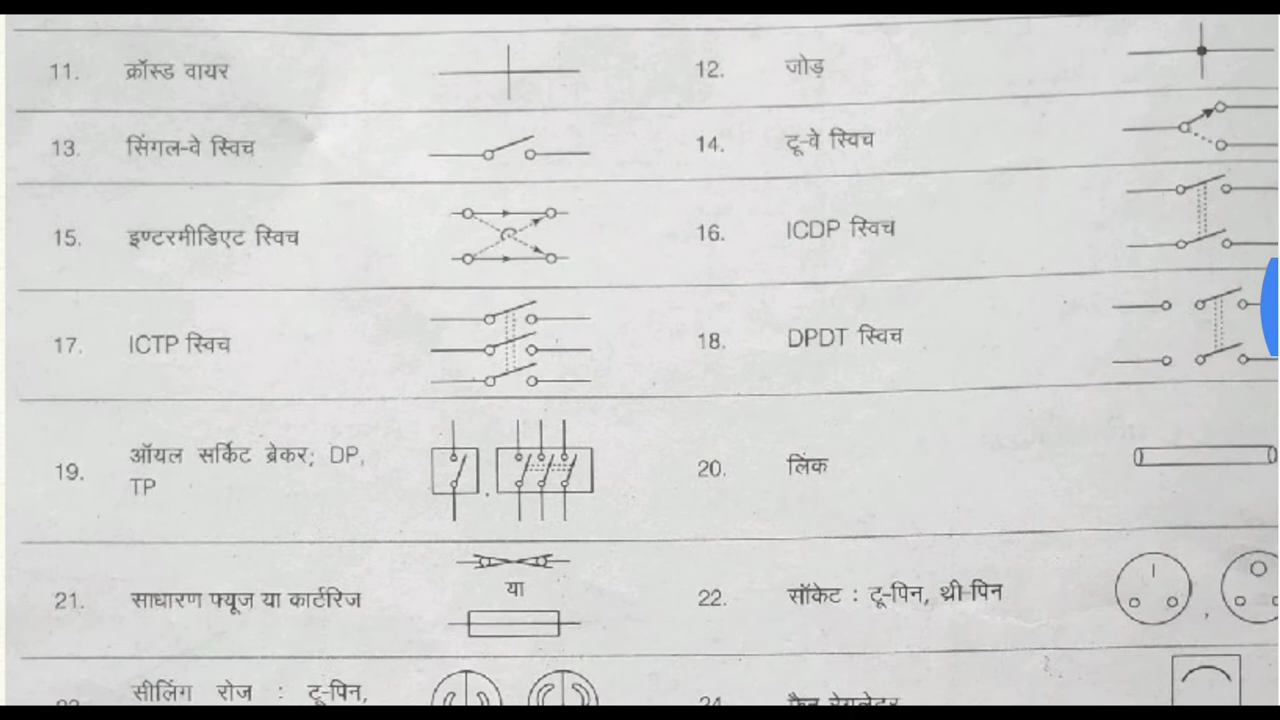 11. क्रॉस्ड वायर 12. जोड़
13. सिंगल-वे स्विच 14. टू-वे स्विच
15. इण्टरमीडिएट स्विच 16. ICDP स्विच
17. ICTP स्विच 18. DPDT स्विच
19. ऑयल सर्किट ब्रेकर; DP,
TP
20. लिंक
21. साधारण फ्यूज या कार्टरिज या 22. सॉकेट : टू-पिन, थ्री-पिन
सीलिंग रोज : टू-पिन,